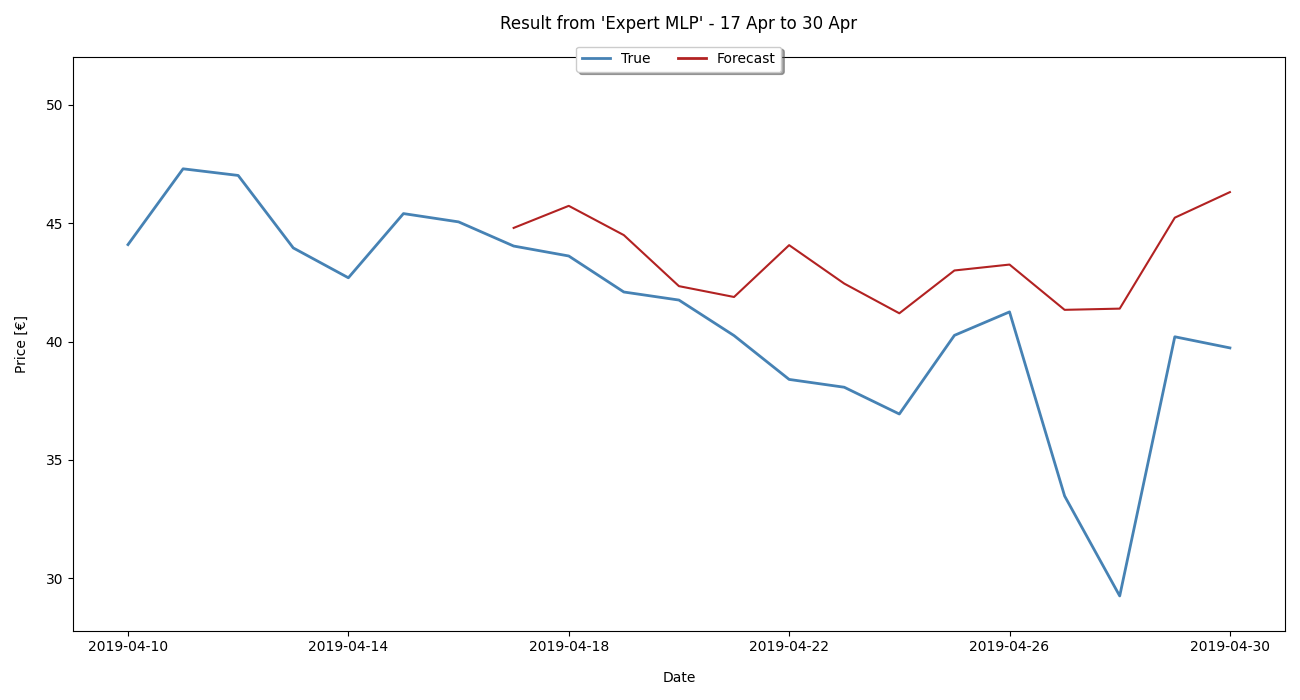 Result from 'Expert MLP' - 17 Apr to 30 Apr
True Forecast
50
45
40
35
30
Price [€]
2019-04-10 2019-04-14 2019-04-18 2019-04-22 2019-04-26 2019-04-30
Date